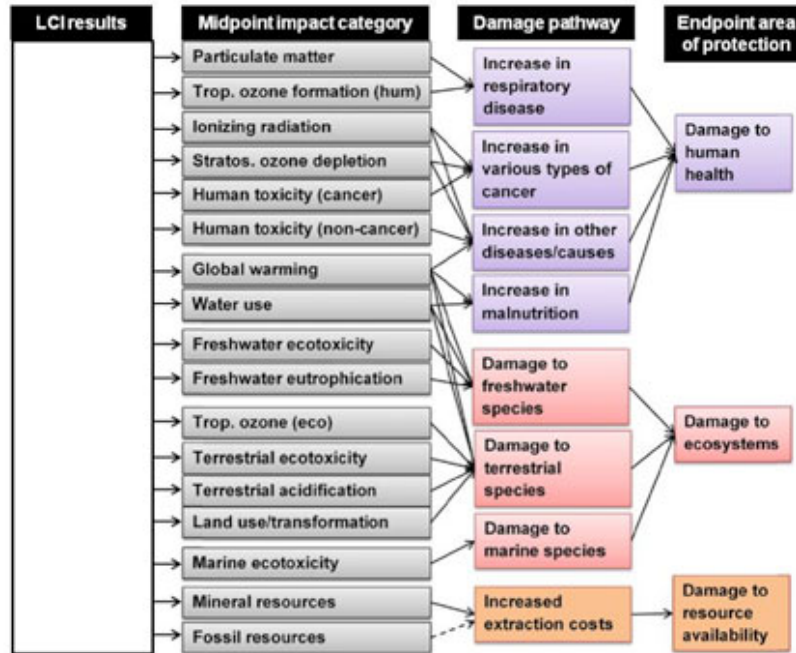 LCI results
Midpoint impact category
Damage pathway
Endpoint area
of protection
Particulate matter
Trop. ozone formation (hum)
Ionizing radiation
Stratos. ozone depletion
Human toxicity (cancer)
Human toxicity (non-cancer)
Global warming
Water use
Freshwater ecotoxicity
Freshwater eutrophication
Trop. ozone (eco)
Terrestrial ecotoxicity
Terrestrial acidification
Land use/transformation
Marine ecotoxicity
Mineral resources
Fossil resources
Increase in
respiratory
disease
Increase in
various types of
cancer
Increase in other
diseases/causes
Increase in
malnutrition
Damage to
freshwater
species
Damage to
terrestrial
species
Damage to
marine species
Increased
extraction costs
Damage to
human
health
Damage to
ecosystems
Damage to
resource
availability